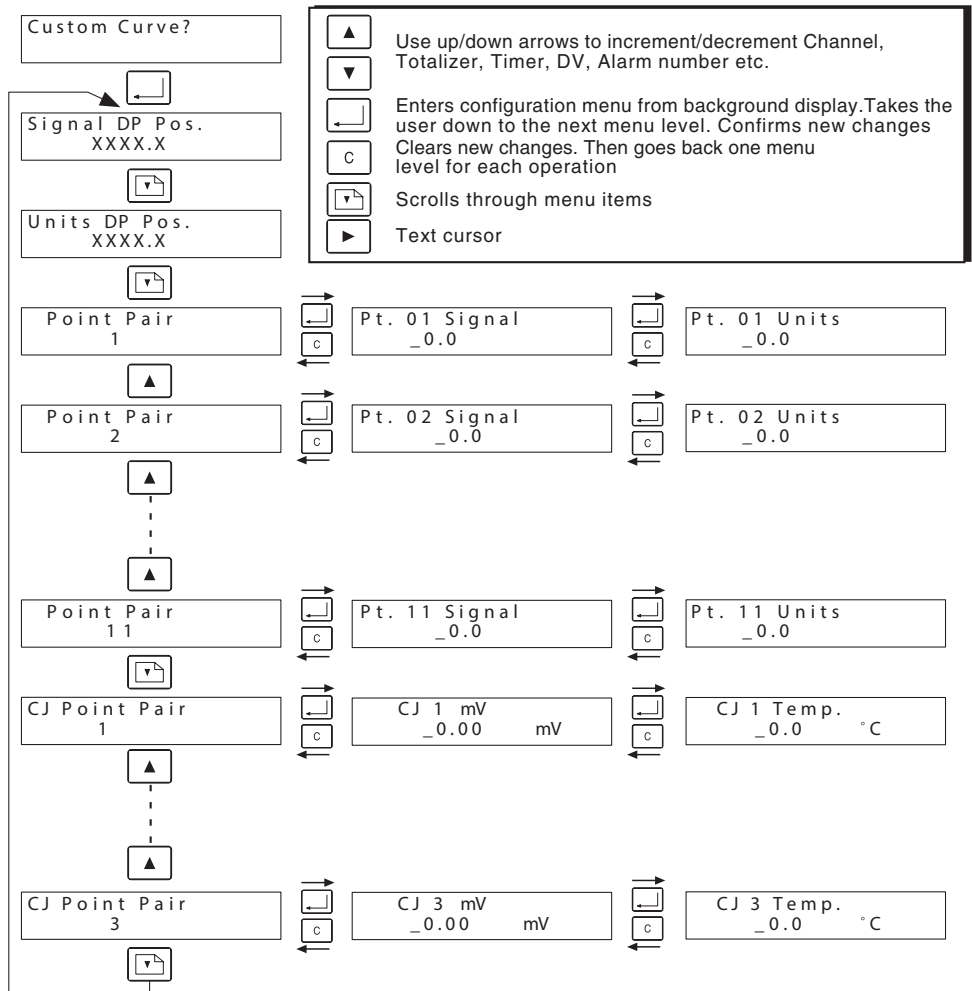 Custom Curve?
Signal DP Pos.
XXXX.X
Units DP Pos.
XXXX.X
Use up/down arrows to increment/decrement Channel,
Totalizer, Timer, DV, Alarm number etc.
Enters configuration menu from background display.Takes the
user down to the next menu level. Confirms new changes
C
Clears new changes. Then goes back one menu
level for each operation
Scrolls through menu items
Text cursor
Point Pair
1
C
Pt. 01 Signal
_0.0
C
Pt. 01 Units
_0.0
Point Pair
2
C
Pt. 02 Signal
_0.0
C
Pt. 02 Units
_0.0
Point Pair
11
C
Pt. 11 Signal
_0.0
C
Pt. 11 Units
_0.0
CJ Point Pair
1
C
CJ 1 mV
_0.00 mV
C
CJ 1 Temp.
_0.0 °C
CJ Point Pair
3
C
CJ 3 mV
_0.00 mV
C
CJ 3 Temp.
_0.0 °C